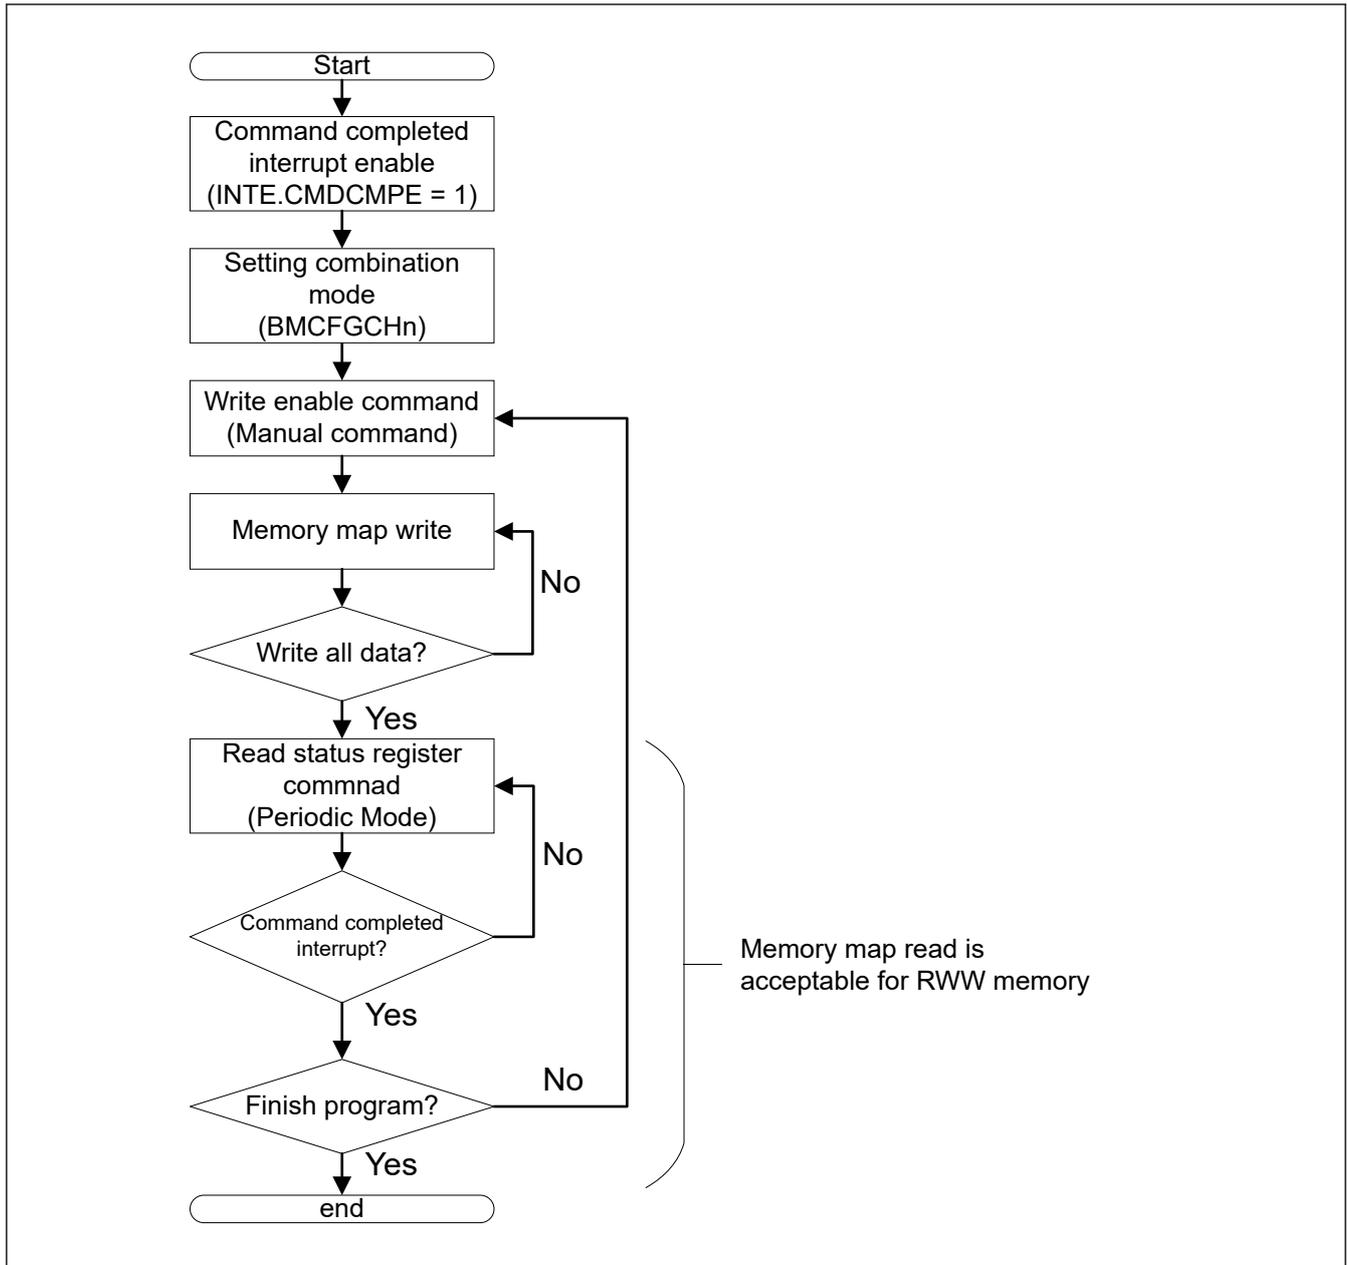 Start
Command completed
interrupt enable
(INTE.CMDCMPE = 1)
Setting combination
mode
(BMCFGCHn)
Write enable command
(Manual command)
Memory map write
No
Write all data?
Yes
Read status register
commnad
(Periodic Mode)
No
Command completed
interrupt?
Memory map read is
acceptable for RWW memory
Yes
No
Finish program?
Yes
end